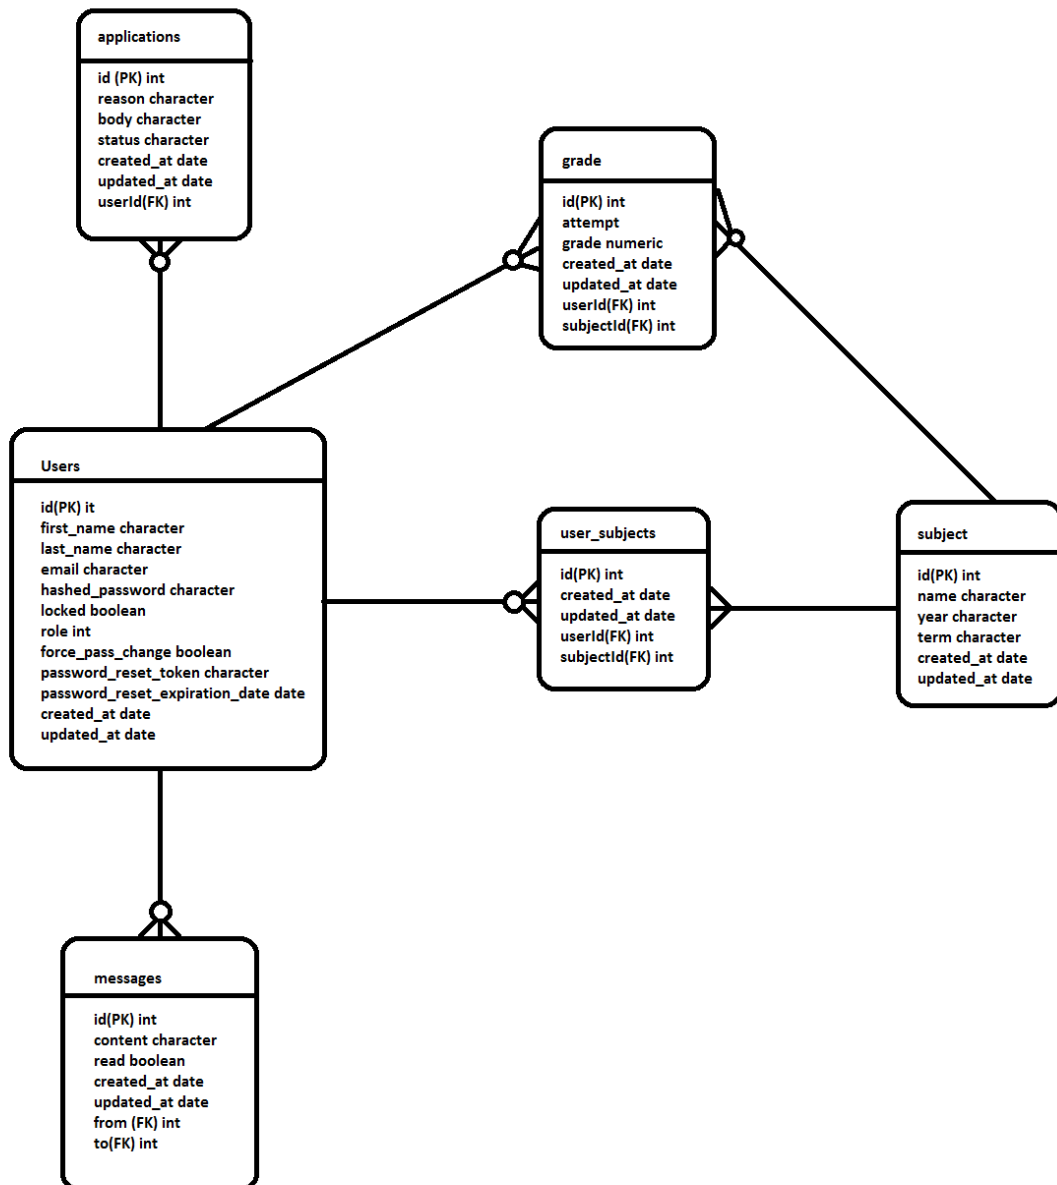 applications
id (PK) int
reason character
body character
status character
created_at date
updated_at date
userId(FK) int
grade
id(PK) int
attempt
grade numeric
created_at date
updated_at date
userId(FK) int
subjectId(FK) int
Users
id(PK) it
first_name character
last_name character
email character
hashed_password character
locked boolean
role int
force_pass_change boolean
password_reset_token character
password_reset_expiration_date date
created_at date
updated_at date
user_subjects
id(PK) int
created_at date
updated_at date
userId(FK) int
subjectId(FK) int
subject
id(PK) int
name character
year character
term character
created_at date
updated_at date
messages
id(PK) int
content character
read boolean
created_at date
updated_at date
from (FK) int
to(FK) int